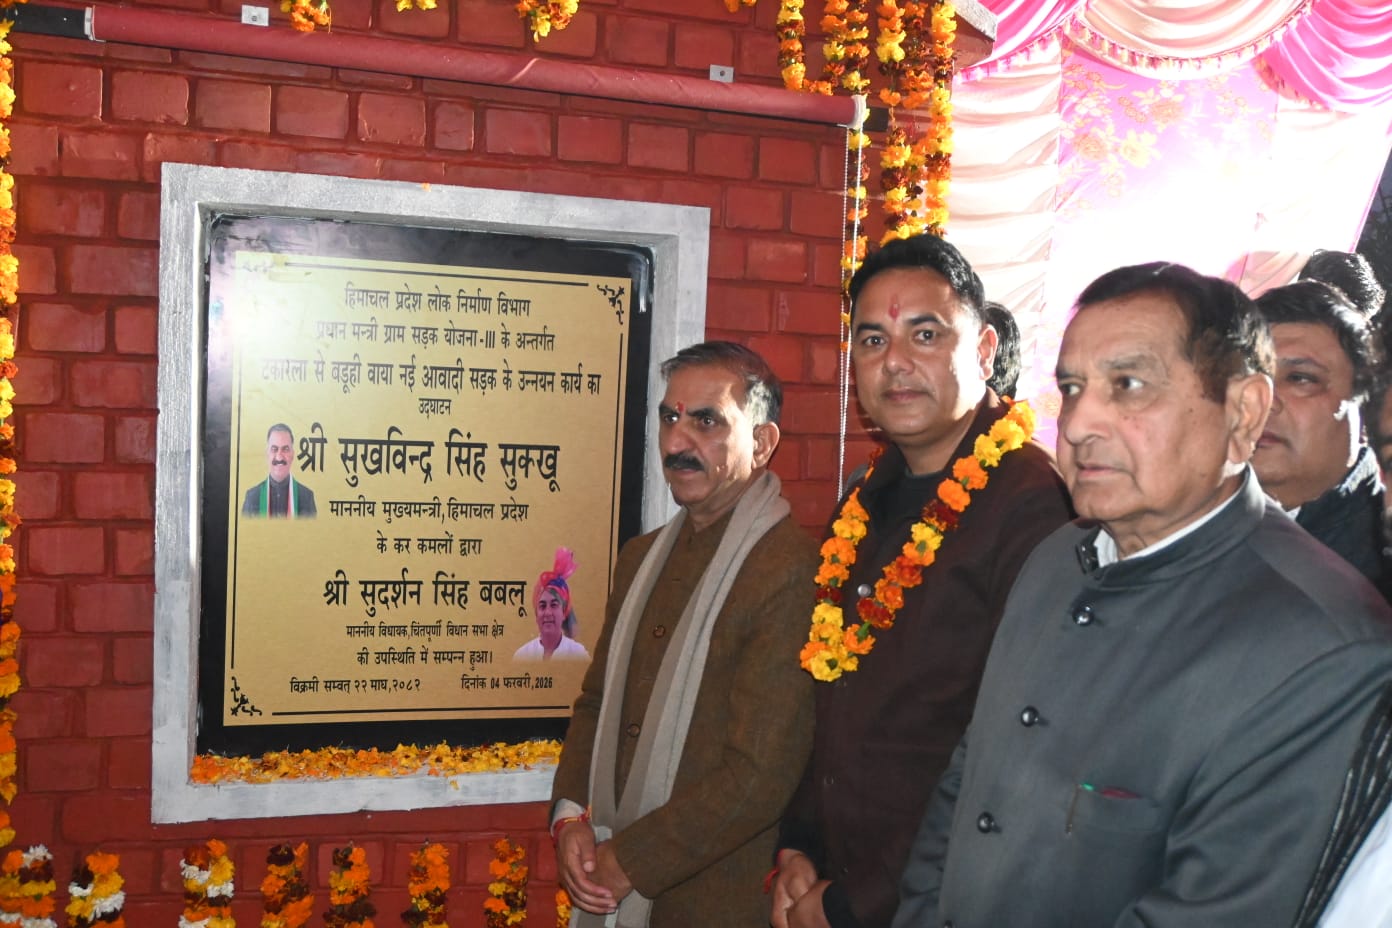 हिमाचल प्रदेश लोक निर्माण विभाग
प्रधान मन्त्री ग्राम सड़क योजना-III के अन्तर्गत
टकारला से बडूही वाया नई आवादी सड़क के उन्नयन कार्य का
उद्घाटन
श्री सुखविन्द्र सिंह सुक्खू
माननीय मुख्यमन्त्री,हिमाचल प्रदेश
के कर कमलों द्वारा
श्री सुदर्शन सिंह बबलू
माननीय विधायक,चिंतपूर्णी विधान सभा क्षेत्र
की उपस्थिति में सम्पन्न हुआ।
विक्रमी सम्वत् २२ माघ,२०८२ दिनांक 04 फरवरी,2026